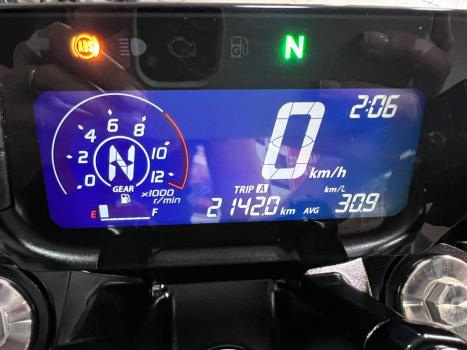 ABS N
2:06
4 6 8
2 N 10
0 12
GEAR
x1000
r/min
0 km/h
TRIP A km/L
2142.0 km AVG 30.9
E F